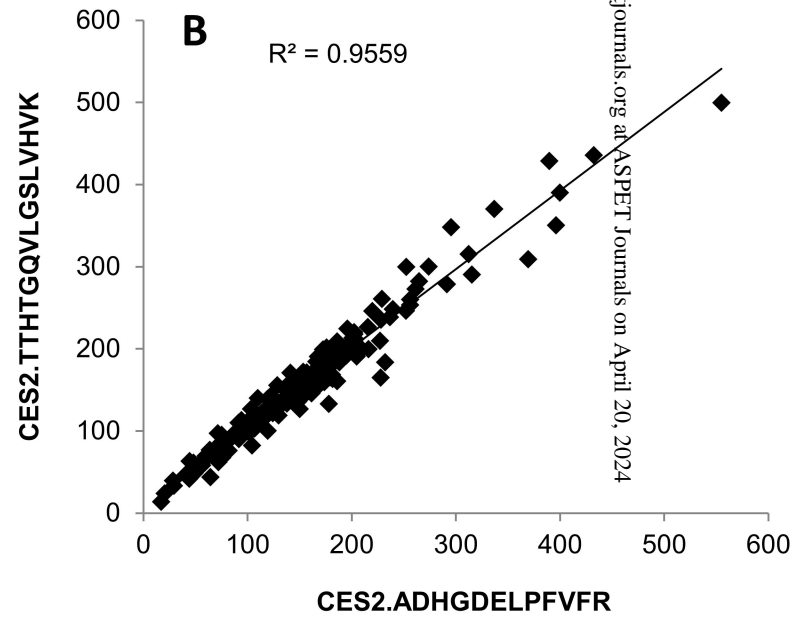 B
R² = 0.9559
600
500
400
300
200
100
0
CES2.TTHTGQVLGSLVHVK
0 100 200 300 400 500 600
CES2.ADHGDELPFVFR
journals.org at ASPET Journals on April 20, 2024